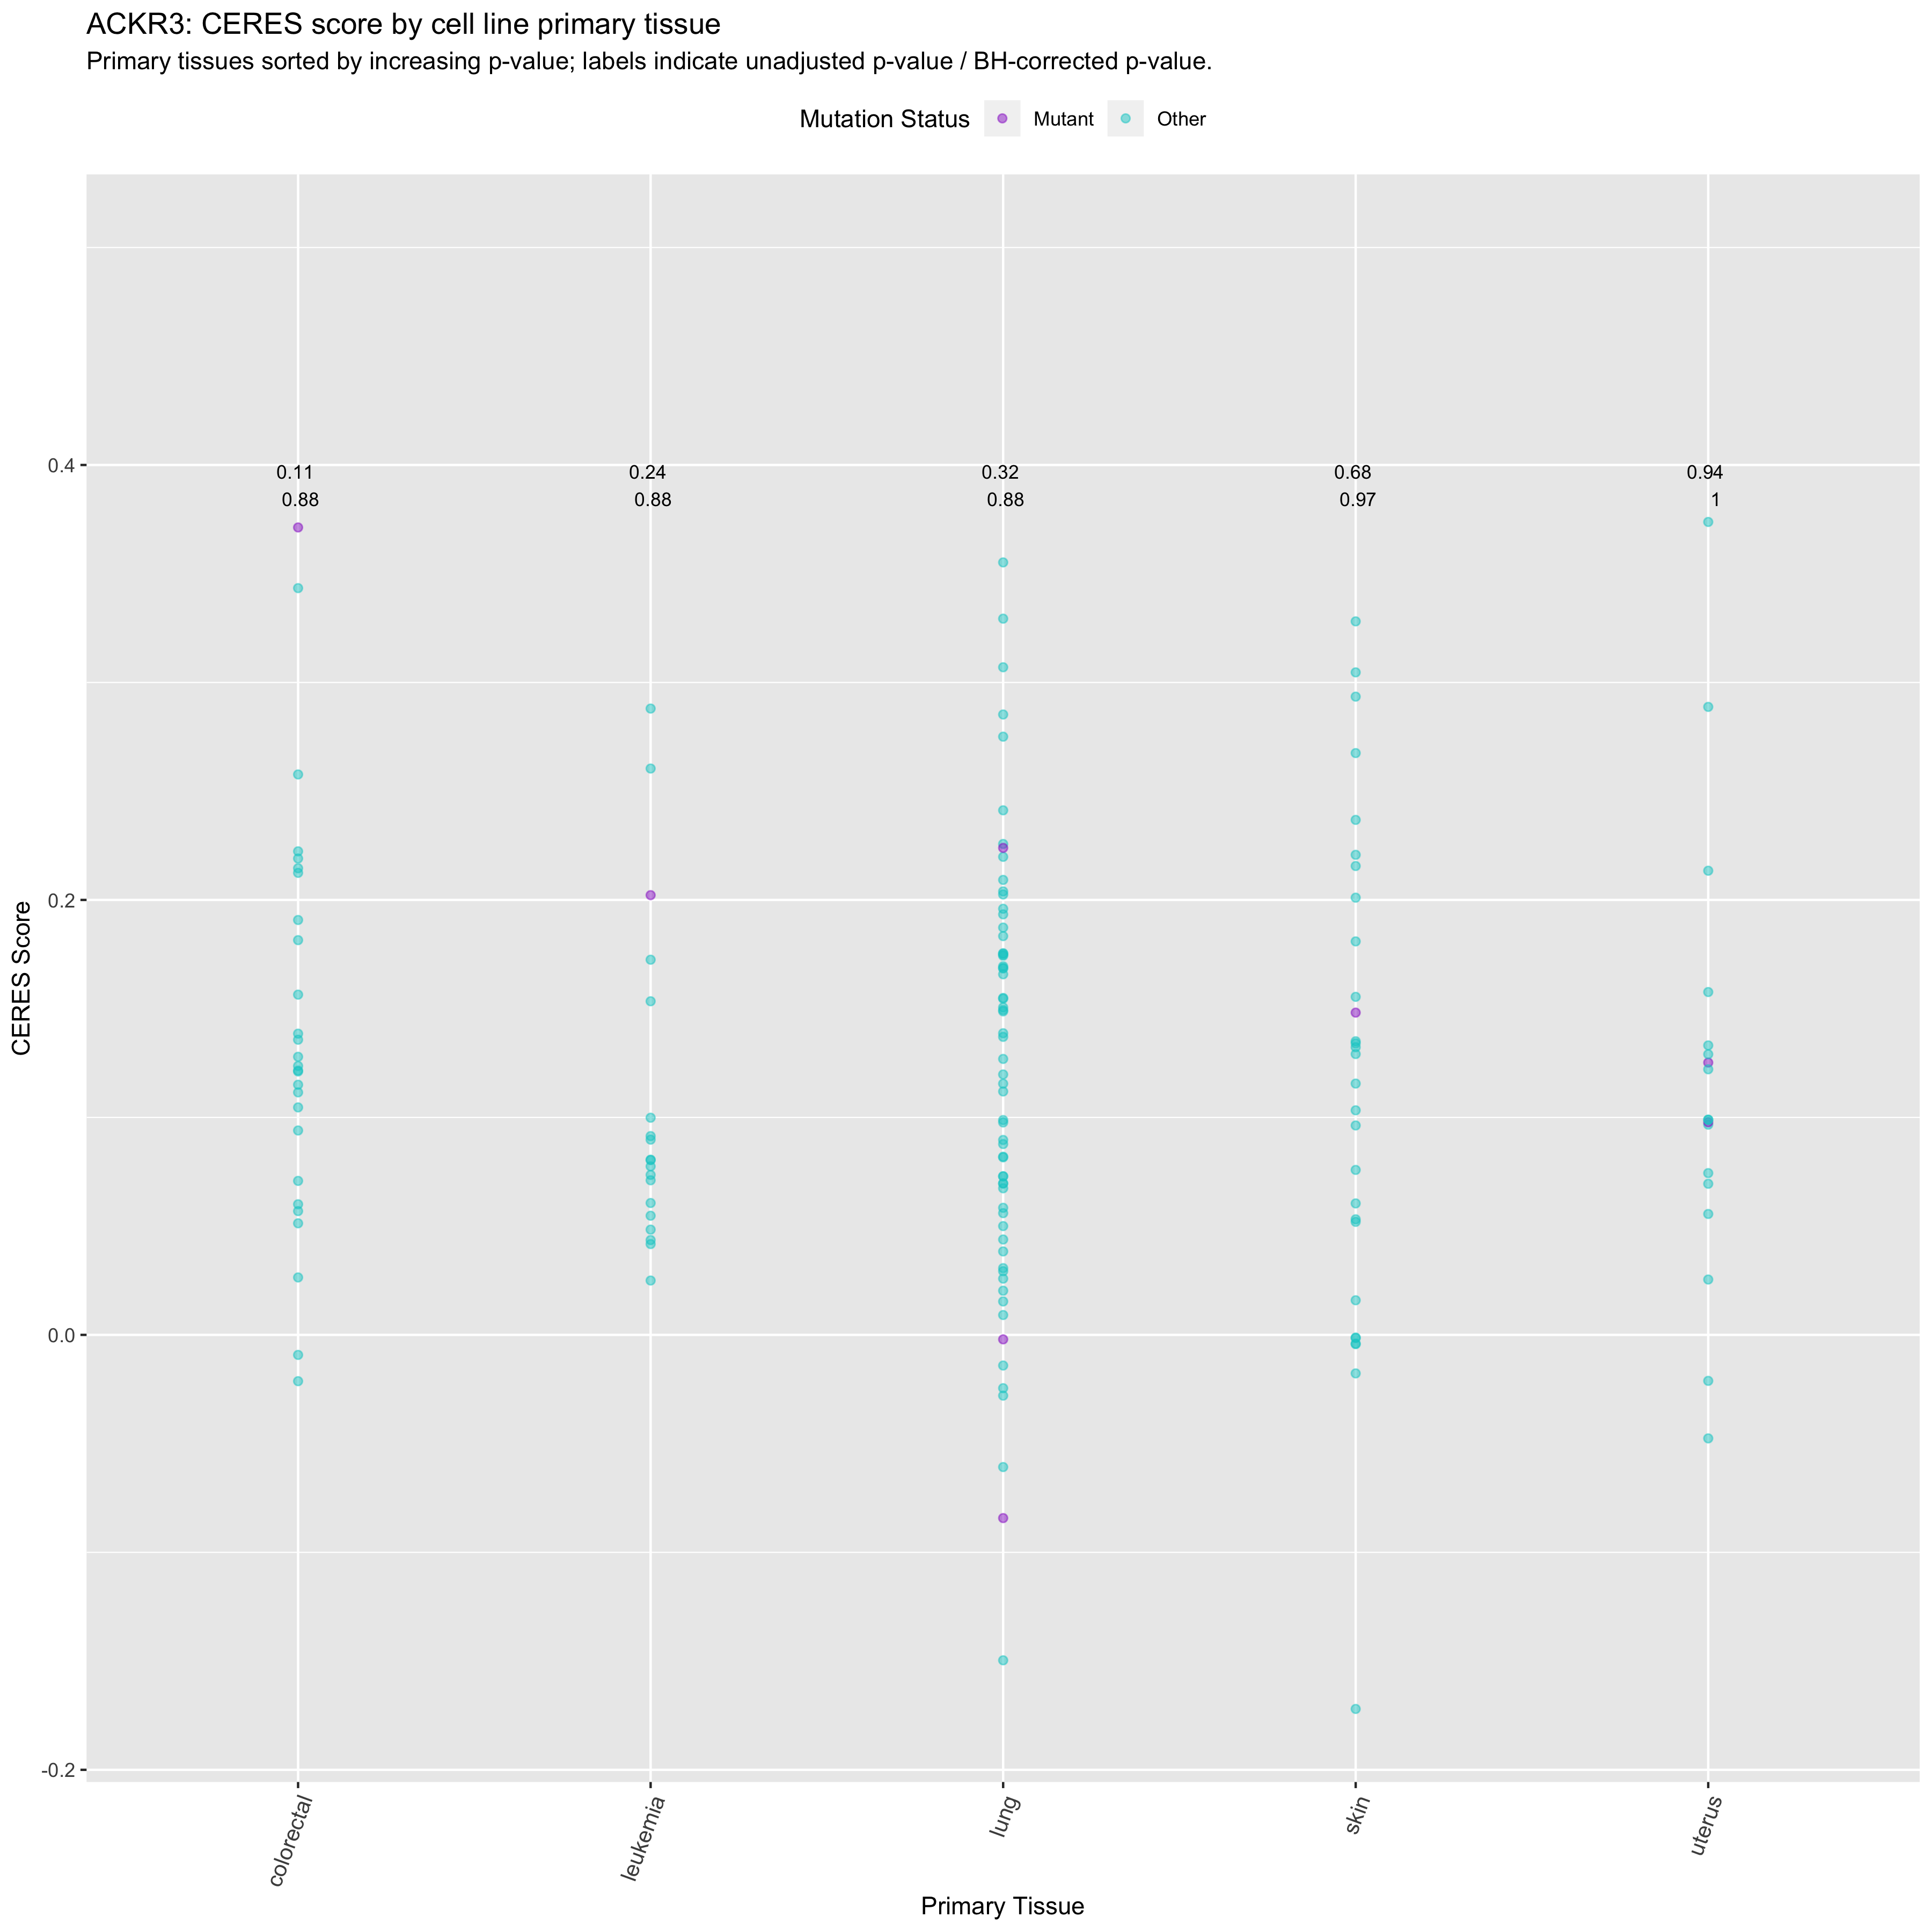 ACKR3: CERES score by cell line primary tissue
Primary tissues sorted by increasing p-value; labels indicate unadjusted p-value / BH-corrected p-value.
Mutation Status Mutant Other
0.4
0.11 0.24 0.32 0.68 0.94
0.88 0.88 0.88 0.97 1
0.2
CERES Score
0.0
-0.2
colorectal leukemia lung skin uterus
Primary Tissue